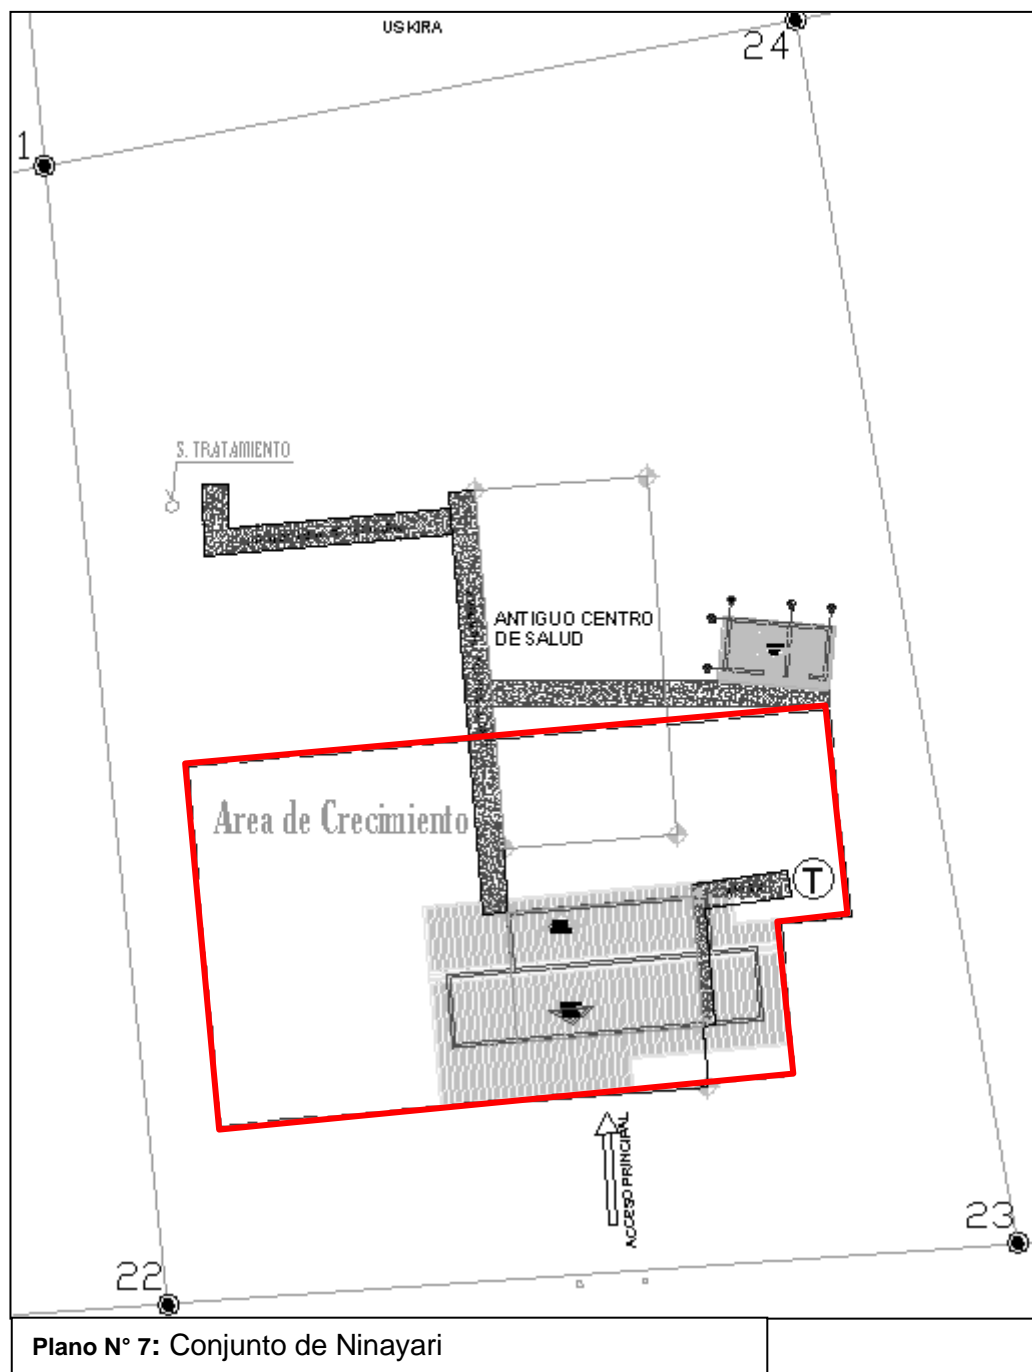 USKIRA
24
1
S. TRATAMIENTO
ANTIGUO CENTRO
DE SALUD
Area de Crecimiento
T
ACCESO PRINCIPAL
23
22
Plano N° 7: Conjunto de Ninayari